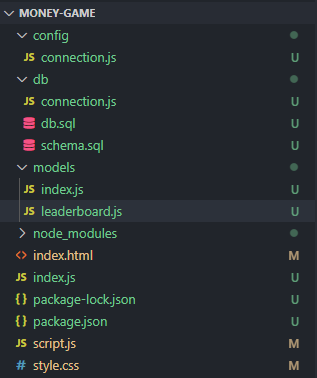 MONEY-GAME
config
JS connection.js U
db
JS connection.js U
db.sql U
schema.sql U
models
JS index.js U
JS leaderboard.js U
node_modules
<> index.html M
JS index.js U
{} package-lock.json U
{} package.json U
JS script.js M
# style.css M